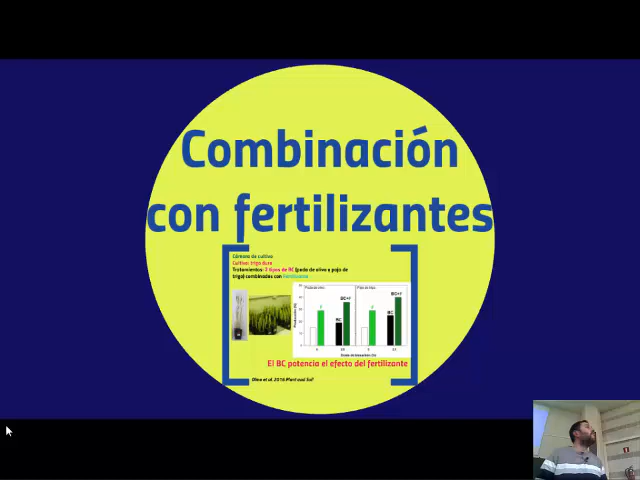 Combinación
con fertilizantes
Cámara de cultivo
Cultivo: trigo duro
Tratamientos: 2 tipos de BC (poda de olivo o paja de
trigo) combinados con Fertilizante
BC+F
BC+F
F
F
BC
BC
El BC potencia el efecto del fertilizante